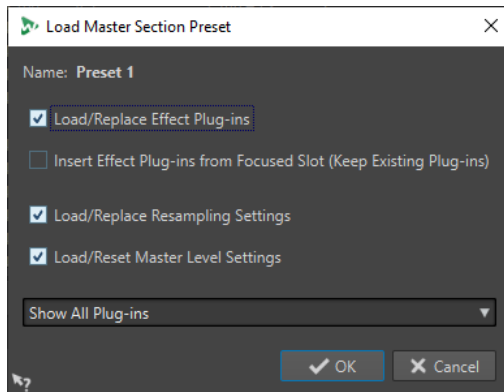 Load Master Section Preset
Name: Preset 1
Load/Replace Effect Plug-ins
Insert Effect Plug-ins from Focused Slot (Keep Existing Plug-ins)
Load/Replace Resampling Settings
Load/Reset Master Level Settings
Show All Plug-ins
OK Cancel